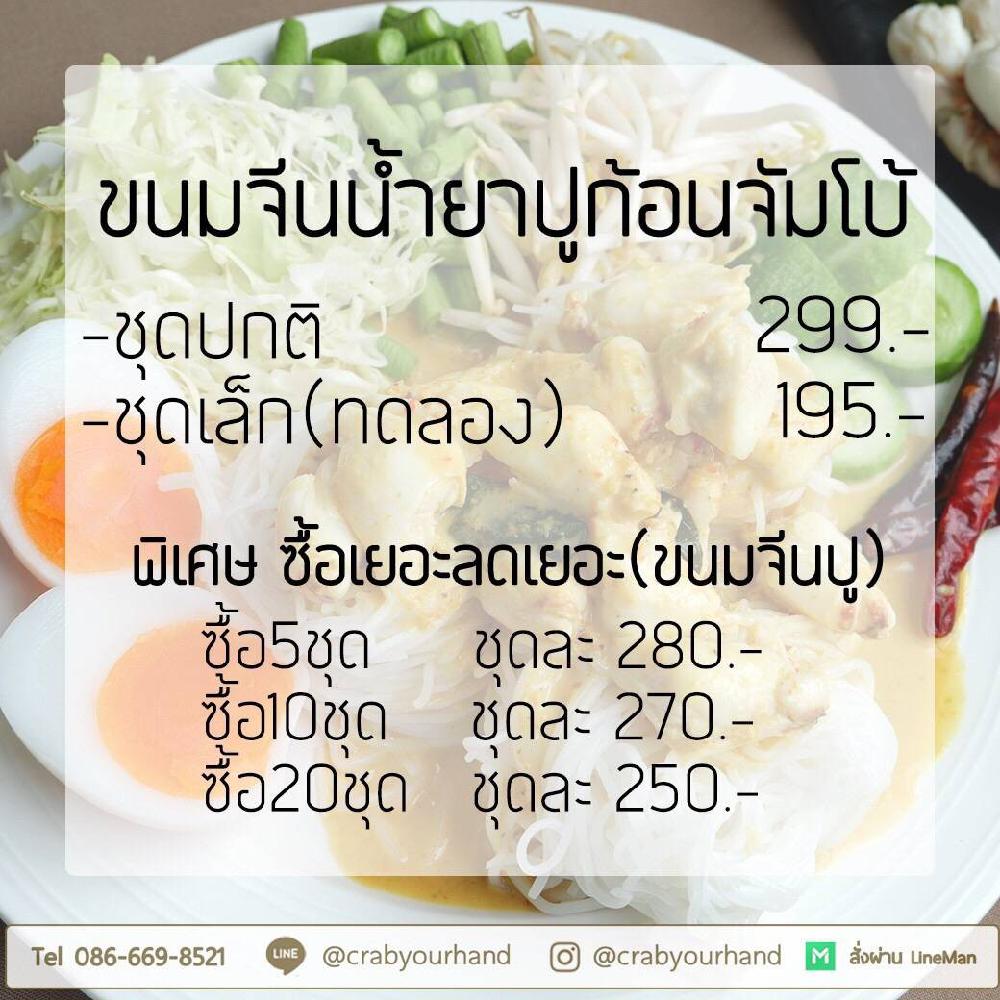 ขนมจีนน้ำยาปูก้อนจัมโบ้
-ชุดปกติ 299.-
-ชุดเล็ก(ทดลอง) 195.-
พิเศษ ซื้อเยอะลดเยอะ(ขนมจีนปู)
ซื้อ5ชุด ชุดละ 280.-
ซื้อ10ชุด ชุดละ 270.-
ซื้อ20ชุด ชุดละ 250.-
Tel 086-669-8521 LINE @crabyourhand @crabyourhand M สั่งผ่าน LineMan